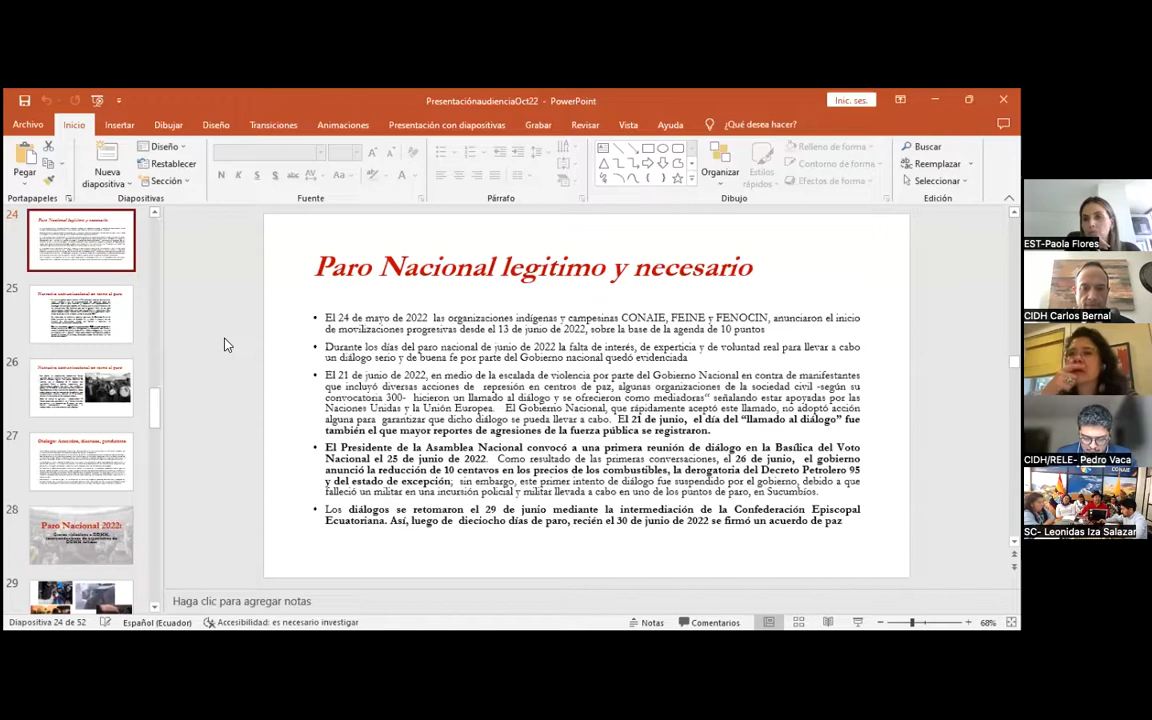 PresentaciónaudienciaOct22 - PowerPoint
Inic. ses.
Archivo Inicio Insertar Dibujar Diseño Transiciones Animaciones Presentación con diapositivas Grabar Revisar Vista Ayuda ¿Qué desea hacer?
Pegar
Nueva diapositiva
Diseño
Restablecer
Sección
N K S S abc AV Aa A
Organizar
Estilos rápidos
Relleno de forma
Contorno de forma
Efectos de forma
Buscar
Reemplazar
Seleccionar
Portapapeles Diapositivas Fuente Párrafo Dibujo Edición
24
Paro Nacional legítimo y necesario
25
26
27
28
Paro Nacional 2022:
29
Paro Nacional legítimo y necesario
• El 24 de mayo de 2022 las organizaciones indígenas y campesinas CONAIE, FEINE y FENOCIN, anunciaron el inicio
de movilizaciones progresivas desde el 13 de junio de 2022, sobre la base de la agenda de 10 puntos
• Durante los días del paro nacional de junio de 2022 la falta de interés, de experticia y de voluntad real para llevar a cabo
un diálogo serio y de buena fe por parte del Gobierno nacional quedó evidenciada
• El 21 de junio de 2022, en medio de la escalada de violencia por parte del Gobierno Nacional en contra de manifestantes
que incluyó diversas acciones de represión en centros de paz, algunas organizaciones de la sociedad civil -según su
convocatoria 300- hicieron un llamado al diálogo y se ofrecieron como mediadoras“ señalando estar apoyadas por las
Naciones Unidas y la Unión Europea. El Gobierno Nacional, que rápidamente aceptó este llamado, no adoptó acción
alguna para garantizar que dicho diálogo se pueda llevar a cabo. El 21 de junio, el día del “llamado al diálogo” fue
también el que mayor reportes de agresiones de la fuerza pública se registraron.
• El Presidente de la Asamblea Nacional convocó a una primera reunión de diálogo en la Basílica del Voto
Nacional el 25 de junio de 2022. Como resultado de las primeras conversaciones, el 26 de junio, el gobierno
anunció la reducción de 10 centavos en los precios de los combustibles, la derogatoria del Decreto Petrolero 95
y del estado de excepción; sin embargo, este primer intento de diálogo fue suspendido por el gobierno, debido a que
falleció un militar en una incursión policial y militar llevada a cabo en uno de los puntos de paro, en Sucumbíos.
• Los diálogos se retomaron el 29 de junio mediante la intermediación de la Confederación Episcopal
Ecuatoriana. Así, luego de dieciocho días de paro, recién el 30 de junio de 2022 se firmó un acuerdo de paz
Haga clic para agregar notas
Diapositiva 24 de 52 Español (Ecuador) Accesibilidad: es necesario investigar Notas Comentarios 68%
EST-Paola Flores
CIDH Carlos Bernal
CIDH/RELE- Pedro Vaca
CONAIE
SC- Leonidas Iza Salazar